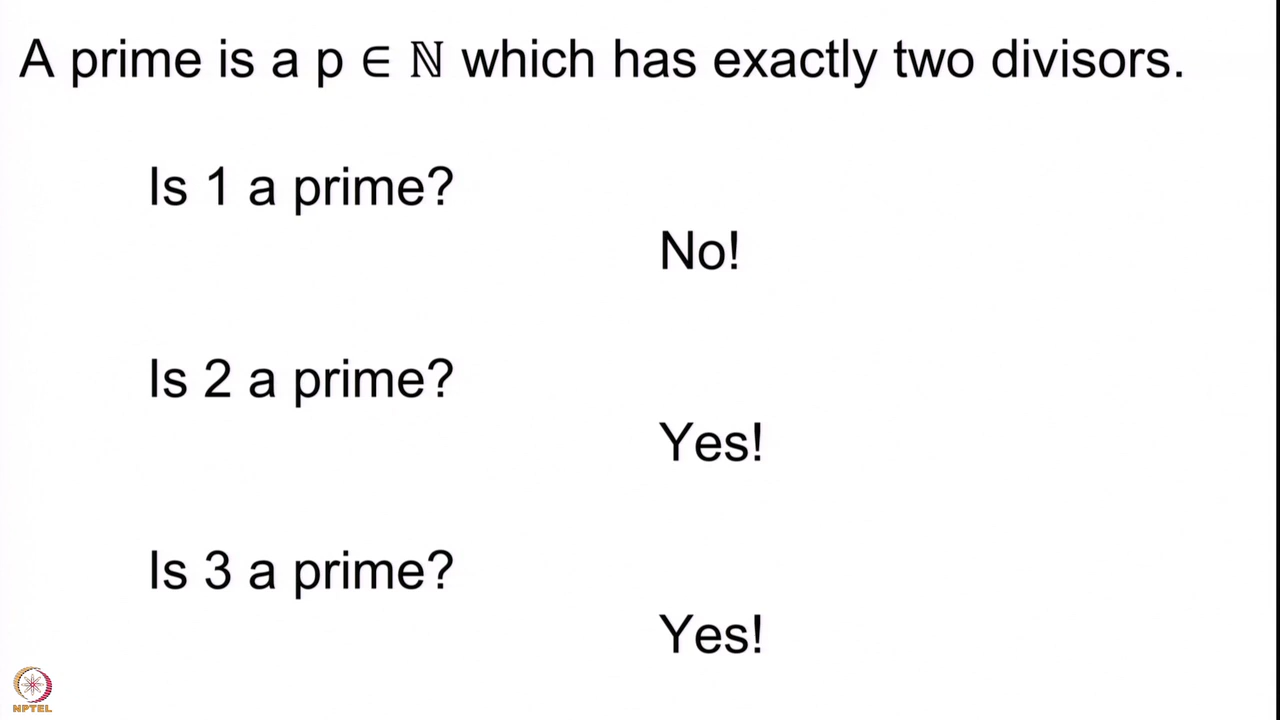 A prime is a p ∈ ℕ which has exactly two divisors.
Is 1 a prime?
No!
Is 2 a prime?
Yes!
Is 3 a prime?
Yes!
NPTEL